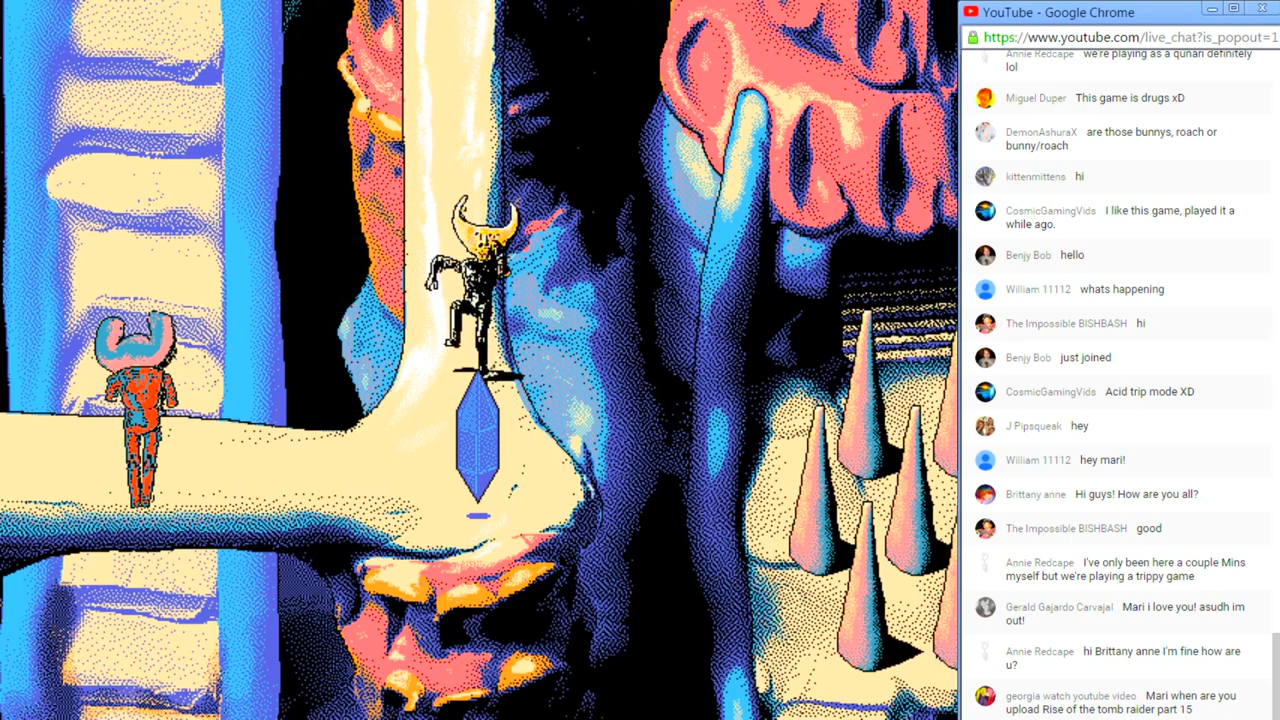 YouTube - Google Chrome
https://www.youtube.com/live_chat?is_popout=1
Annie Redcape we're playing as a qunari definitely
lol
Miguel Duper This game is drugs xD
DemonAshuraX are those bunnys, roach or
bunny/roach
kittenmittens hi
CosmicGamingVids I like this game, played it a
while ago.
Benjy Bob hello
William 11112 whats happening
The Impossible BISHBASH hi
Benjy Bob just joined
CosmicGamingVids Acid trip mode XD
J Pipsqueak hey
William 11112 hey mari!
Brittany anne Hi guys! How are you all?
The Impossible BISHBASH good
Annie Redcape I've only been here a couple Mins
myself but we're playing a trippy game
Gerald Gajardo Carvajal Mari i love you! asudh im
out!
Annie Redcape hi Brittany anne I'm fine how are
u?
georgia watch youtube video Mari when are you
upload Rise of the tomb raider part 15